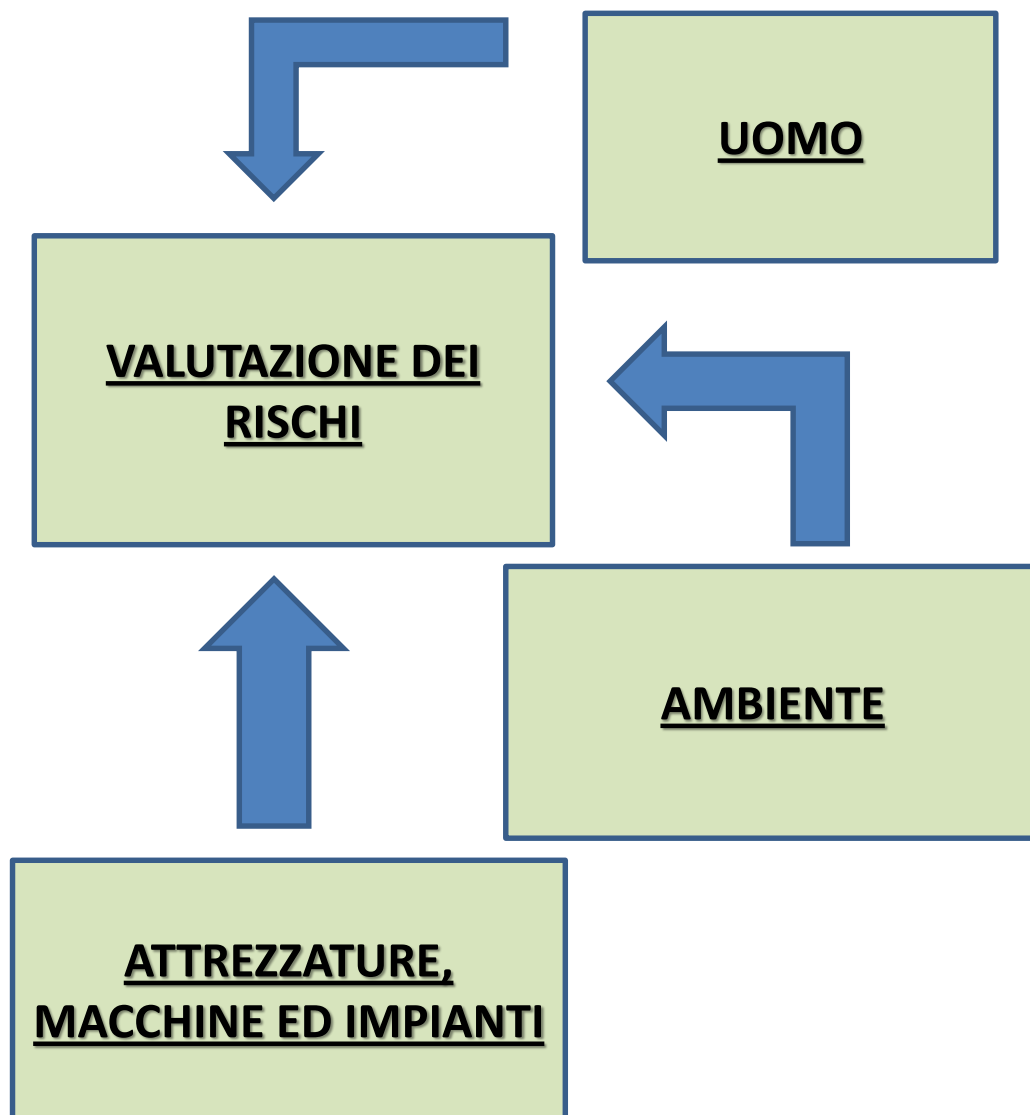 UOMO
VALUTAZIONE DEI
RISCHI
AMBIENTE
ATTREZZATURE,
MACCHINE ED IMPIANTI